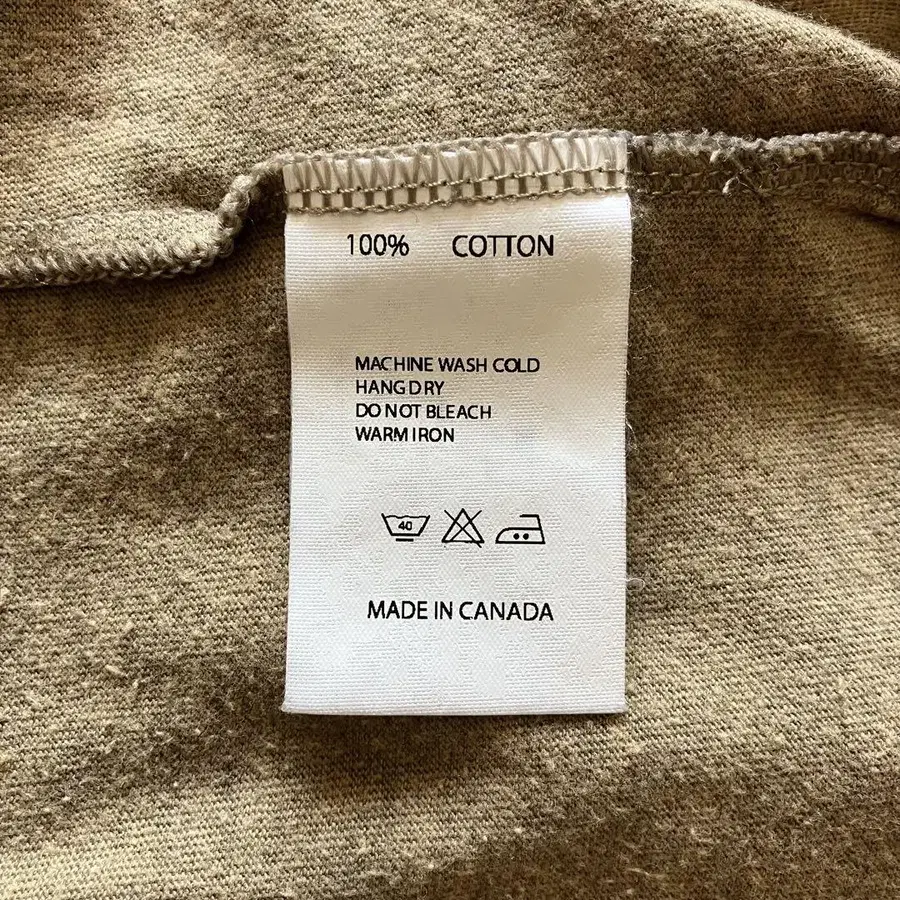 100% COTTON
MACHINE WASH COLD
HANG DRY
DO NOT BLEACH
WARM IRON
40
MADE IN CANADA